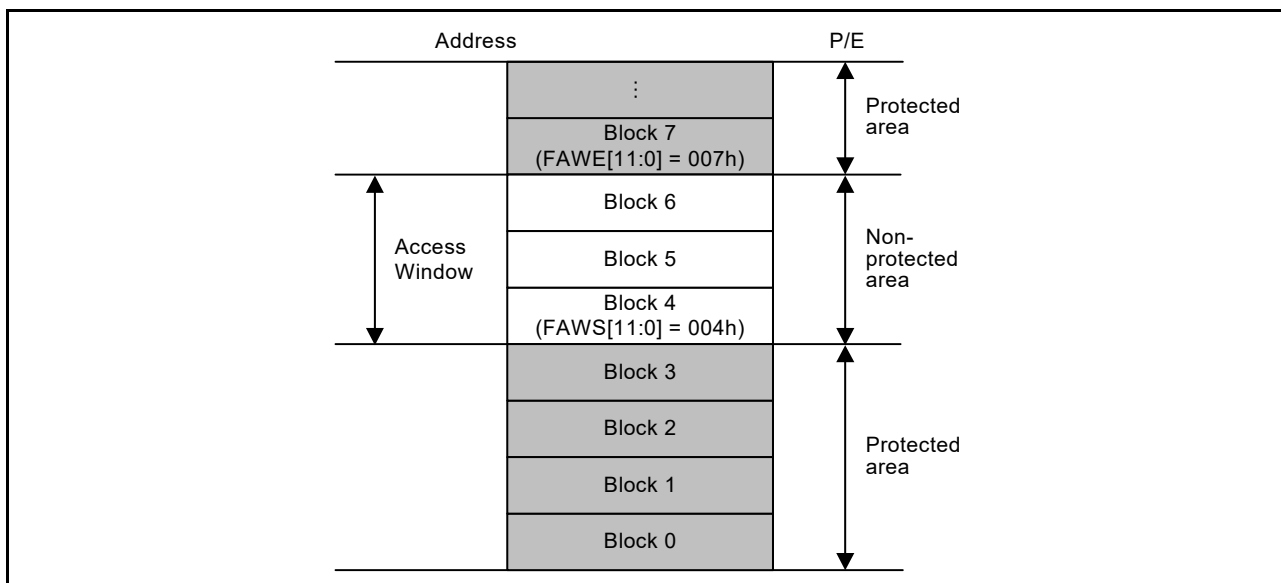 Address
P/E
⋮
Protected
area
Block 7
(FAWE[11:0] = 007h)
Block 6
Access
Window
Block 5
Non-
protected
area
Block 4
(FAWS[11:0] = 004h)
Block 3
Block 2
Protected
area
Block 1
Block 0